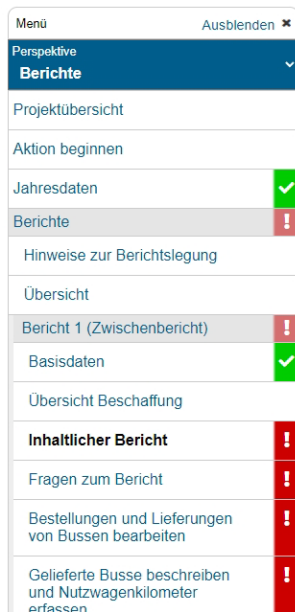 Menü Ausblenden ✖
Perspektive
Berichte
Projektübersicht
Aktion beginnen
Jahresdaten
Berichte
Hinweise zur Berichtslegung
Übersicht
Bericht 1 (Zwischenbericht)
Basisdaten
Übersicht Beschaffung
Inhaltlicher Bericht
Fragen zum Bericht
Bestellungen und Lieferungen
von Bussen bearbeiten
Gelieferte Busse beschreiben
und Nutzwagenkilometer
erfassen